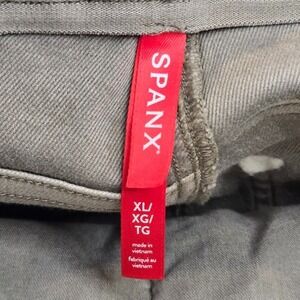 SPANX®
XL/
XG/
TG
made in
vietnam
fabriqué au
vietnam